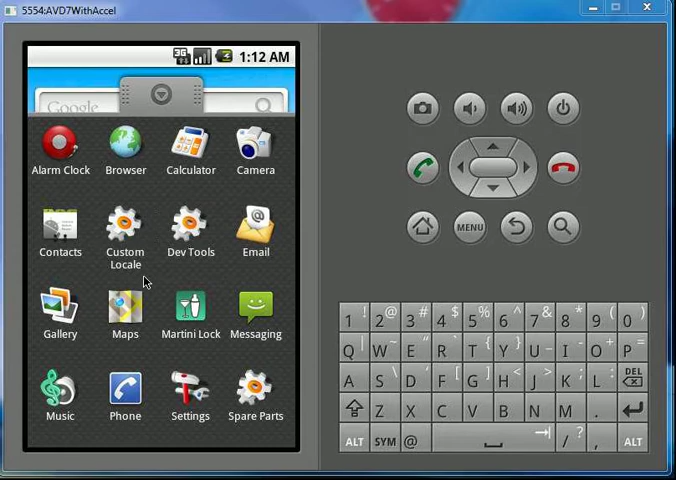 5554:AVD7WithAccel
3G 1:12 AM
Google
Alarm Clock Browser Calculator Camera
Contacts Custom Locale Dev Tools Email
Gallery Maps Martini Lock Messaging
Music Phone Settings Spare Parts
MENU
1 ! 2 @ 3 # 4 $ 5 % 6 ^ 7 & 8 * 9 ( 0 )
Q | W ~ E " R ` T { Y } U _ I - O + P =
A S \ D F [ G ] H < J > K ; L : DEL
Z X C V B N M .
ALT SYM @ / ? , ALT